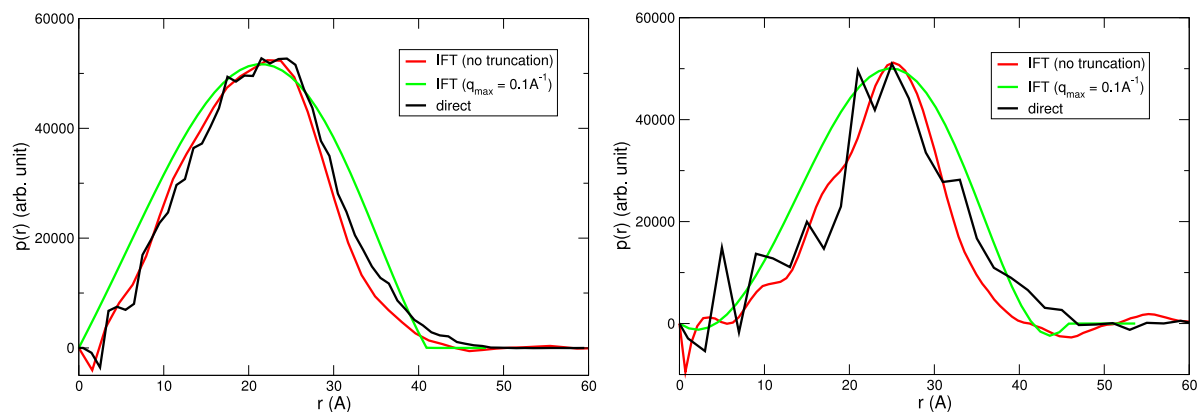 60000
40000
20000
0
p(r) (arb. unit)
0 10 20 30 40 50 60
r (A)
IFT (no truncation)
IFT (qmax = 0.1A-1)
direct
60000
40000
20000
0
p(r) (arb. unit)
0 10 20 30 40 50 60
r (A)
IFT (no truncation)
IFT (qmax = 0.1A-1)
direct